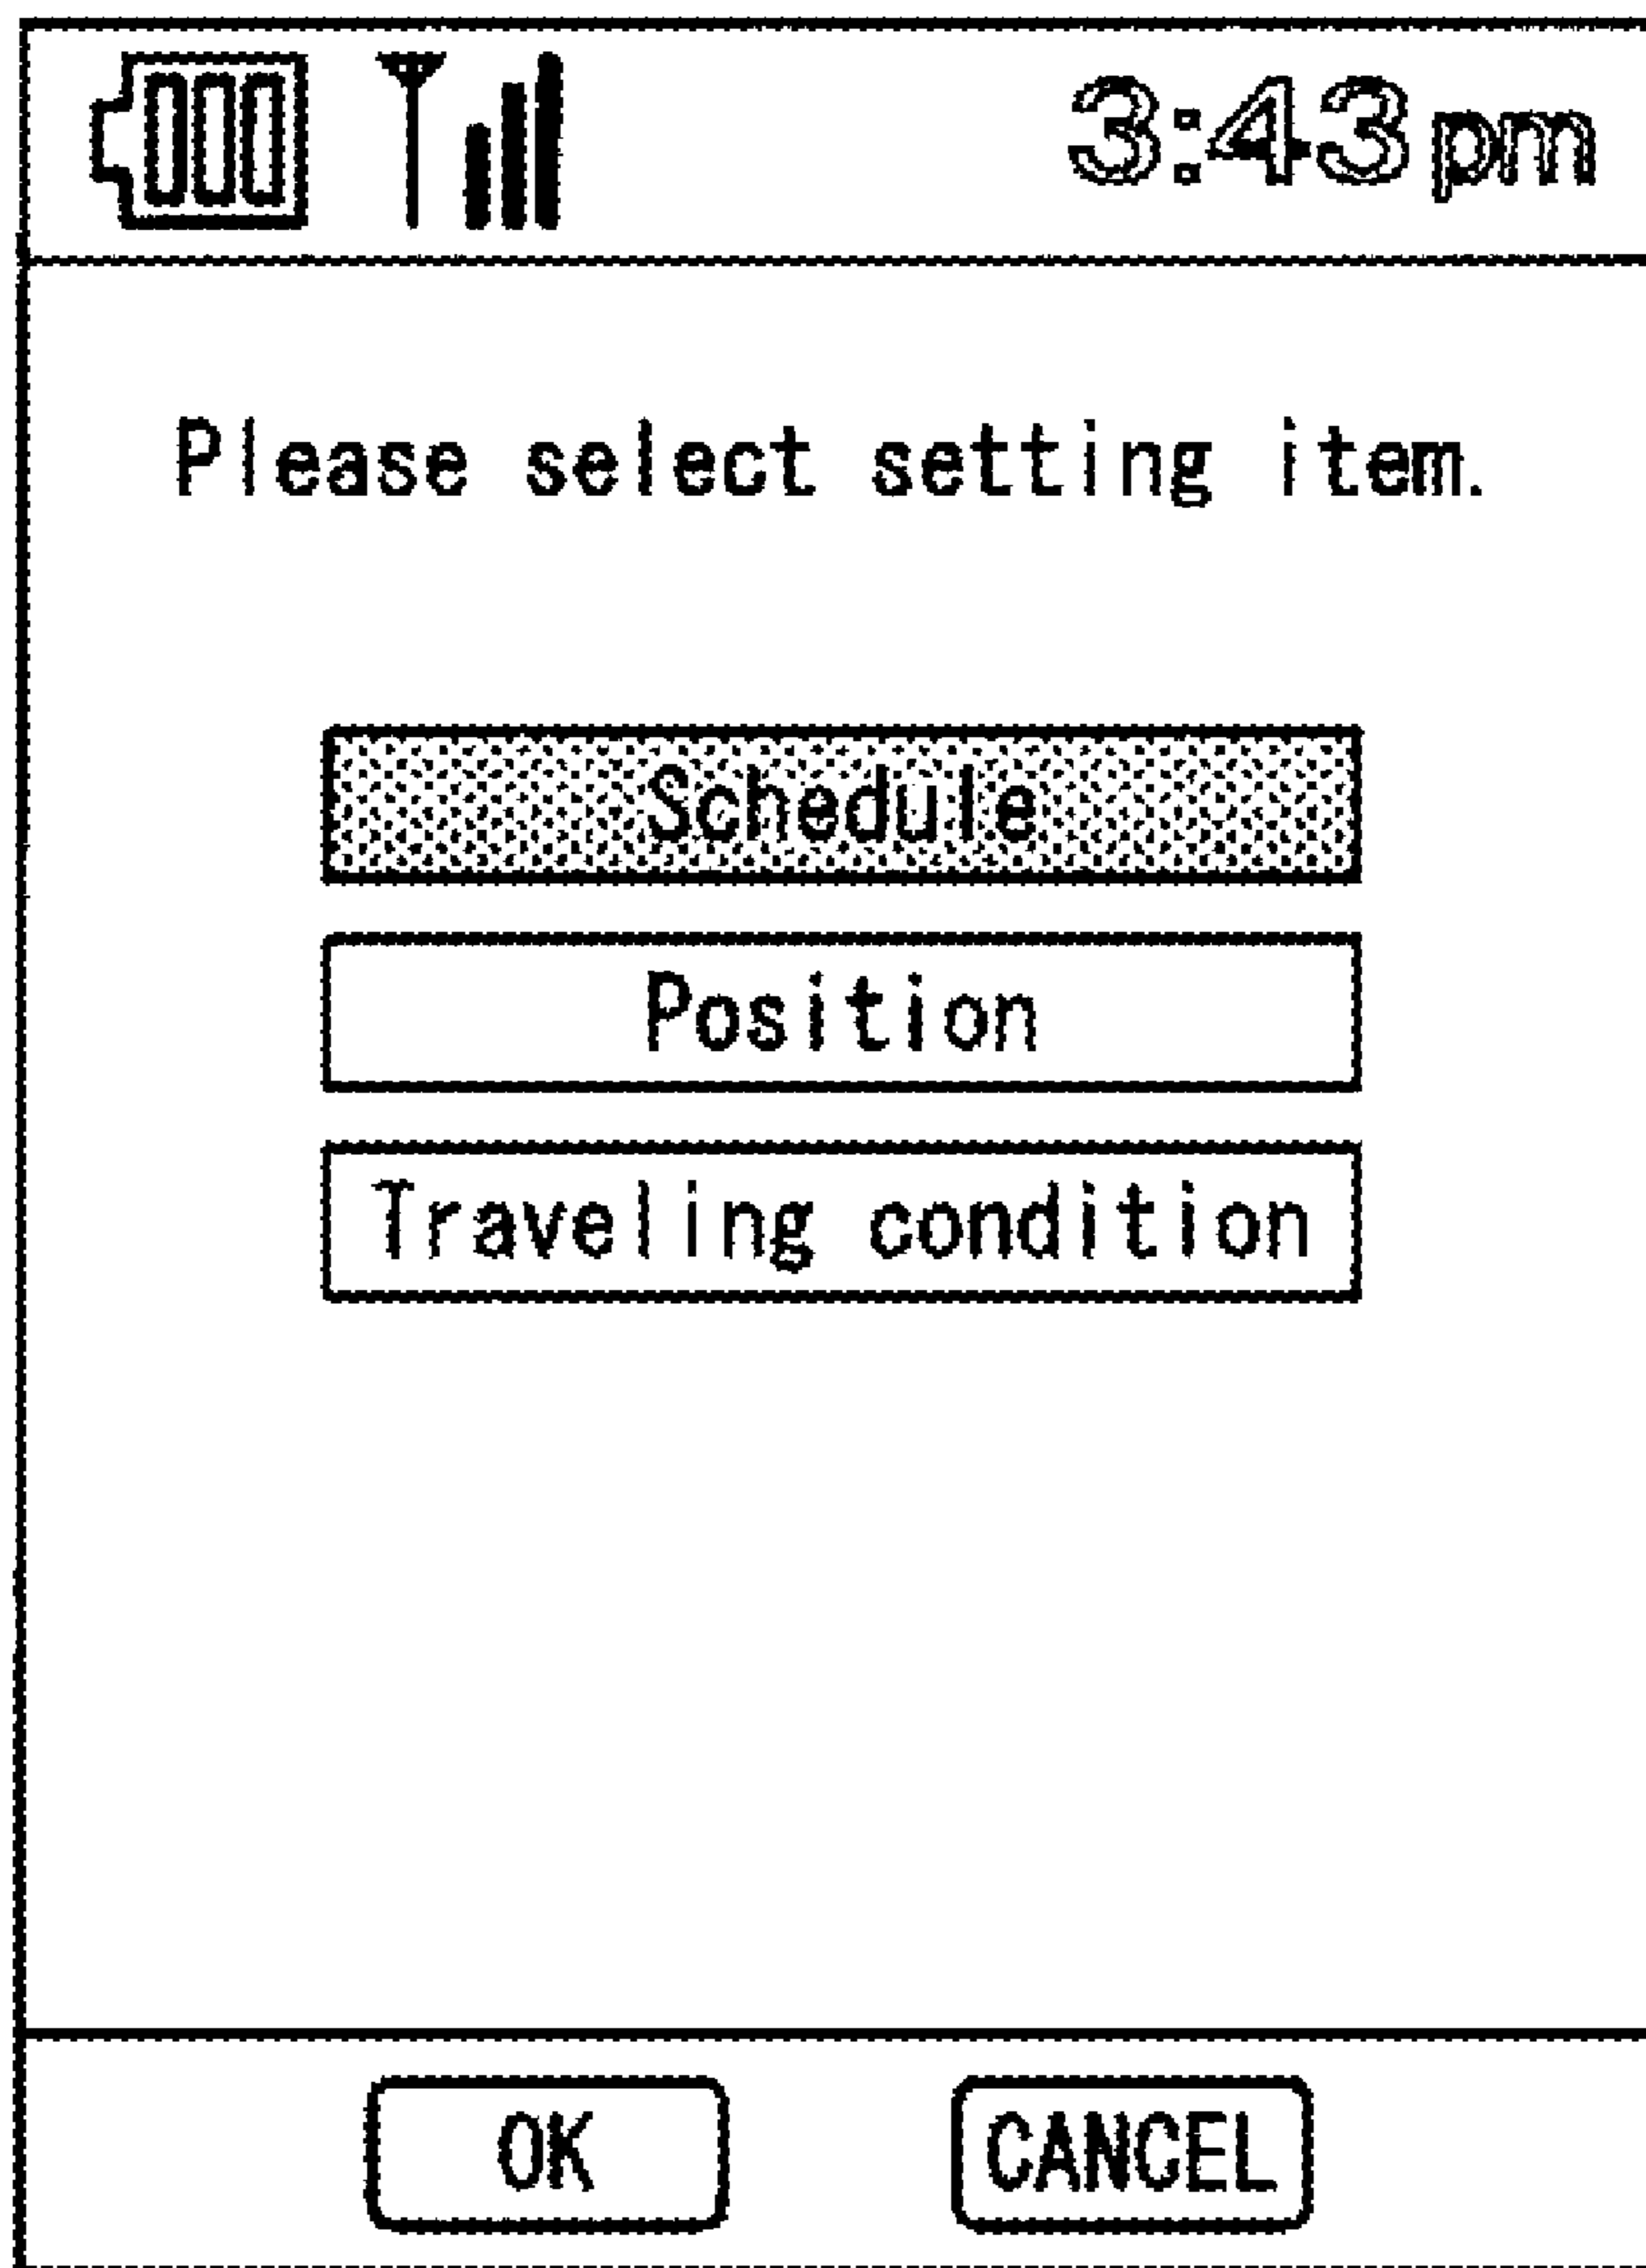 3:43pm
Please select setting item.
Schedule
Position
Traveling condition
OK CANCEL